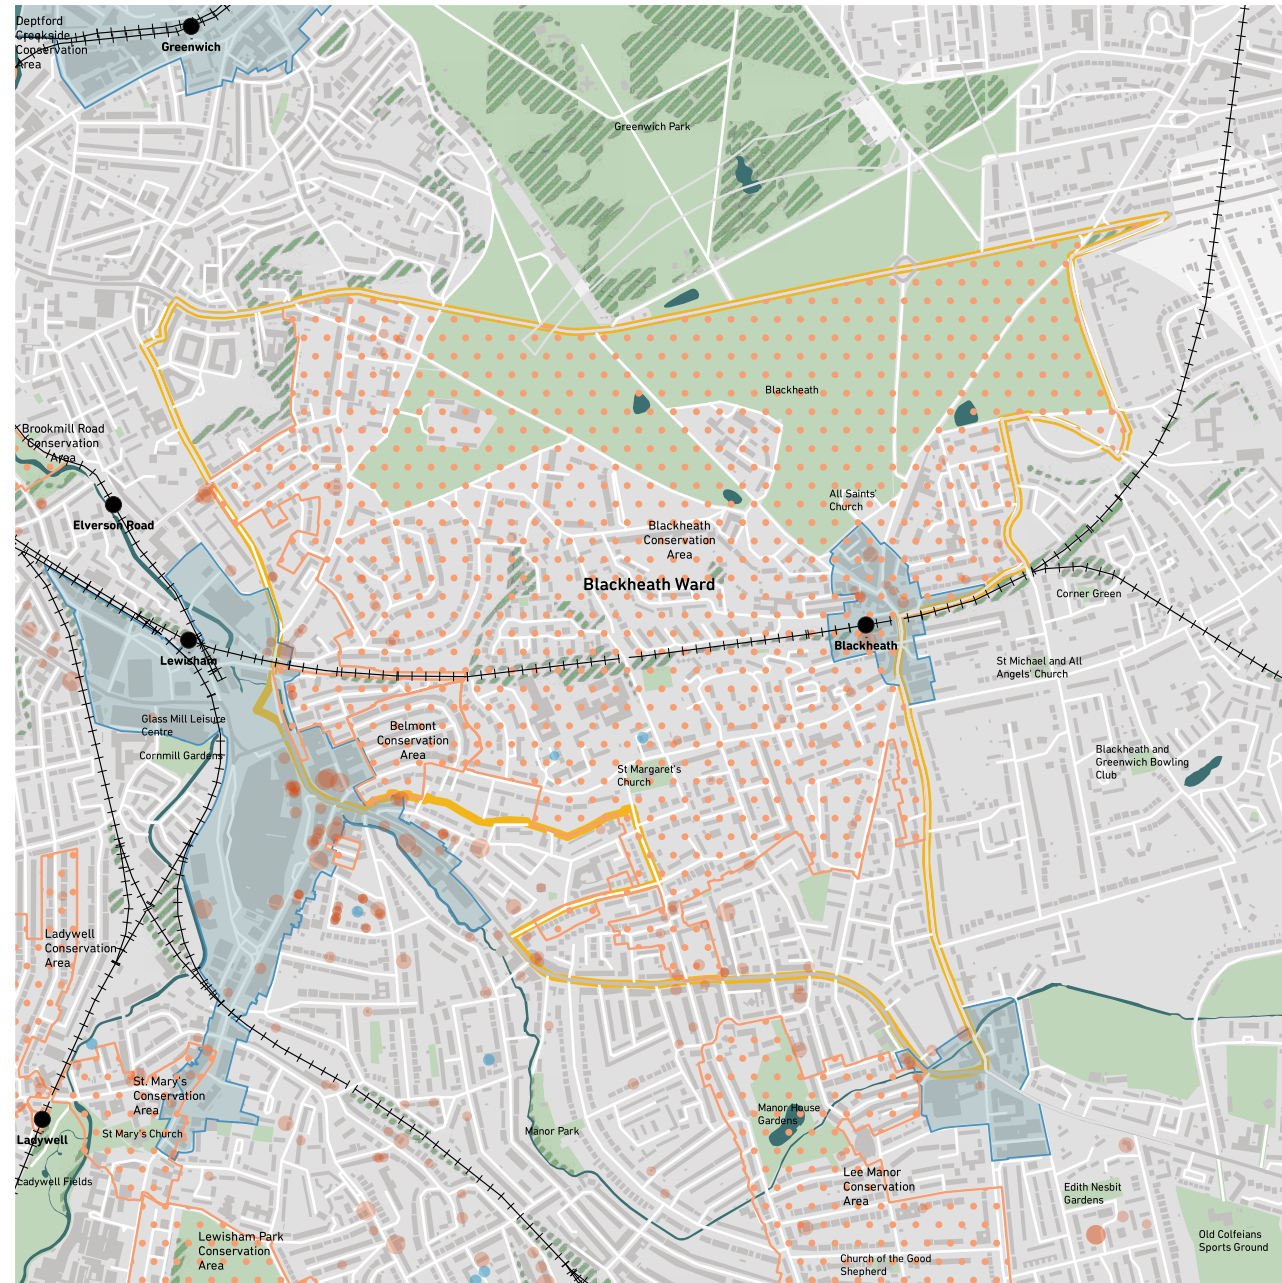 Deptford
Creekside
Conservation
Area
Greenwich
Greenwich Park
Blackheath
Brookmill Road
Conservation
Area
Elverson Road
All Saints'
Church
Blackheath
Conservation
Area
Blackheath Ward
Corner Green
Lewisham
Blackheath
St Michael and All
Angels' Church
Glass Mill Leisure
Centre
Cornmill Gardens
Belmont
Conservation
Area
St Margaret's
Church
Blackheath and
Greenwich Bowling
Club
Ladywell
Conservation
Area
St. Mary's
Conservation
Area
Manor House
Gardens
Ladywell
St Mary's Church
Manor Park
Ladywell Fields
Lee Manor
Conservation
Area
Edith Nesbit
Gardens
Lewisham Park
Conservation
Area
Church of the Good
Shepherd
Old Colfeians
Sports Ground